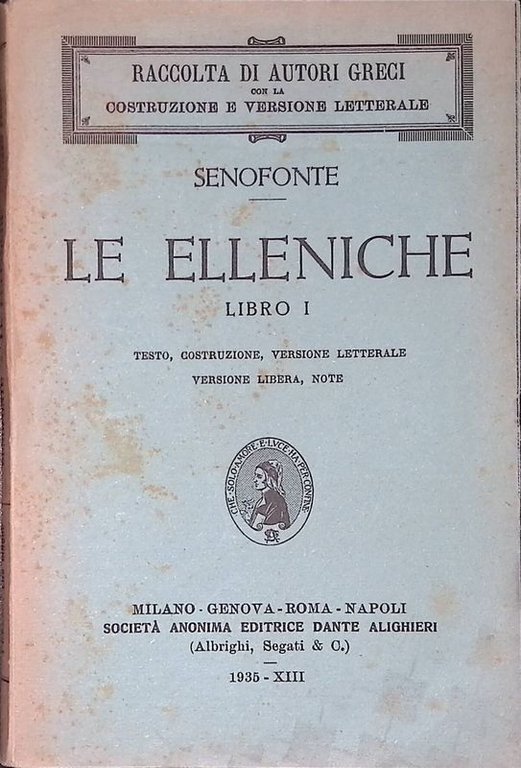 RACCOLTA DI AUTORI GRECI
CON LA
COSTRUZIONE E VERSIONE LETTERALE
SENOFONTE
LE ELLENICHE
LIBRO I
TESTO, COSTRUZIONE, VERSIONE LETTERALE
VERSIONE LIBERA, NOTE
CHE·SOLO·AMORE·E·LVCE·HA·PER·CONFINE
MILANO - GENOVA - ROMA - NAPOLI
SOCIETÀ ANONIMA EDITRICE DANTE ALIGHIERI
(Albrighi, Segati & C.)
1935 - XIII